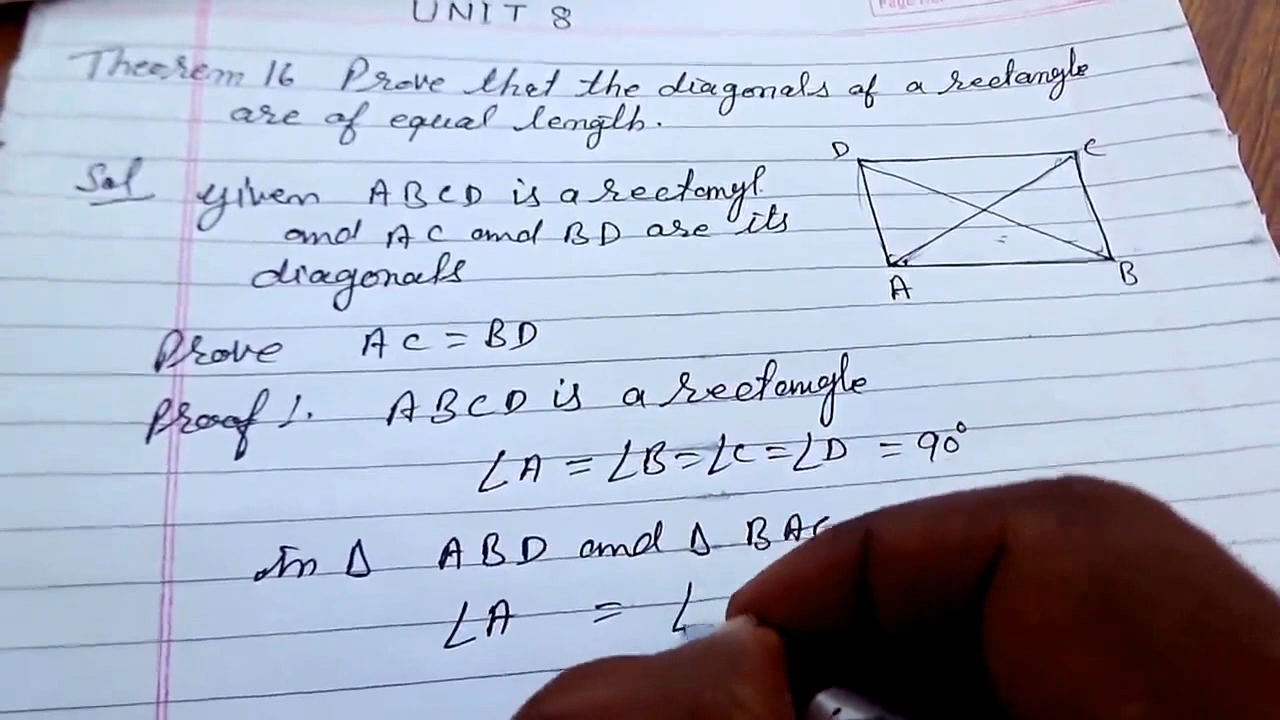 UNIT 8
Theorem 16 Prove that the diagonals of a rectangle
are of equal length.
Sol Given ABCD is a rectangl
and AC and BD are its
diagonals
D C
A B
Prove AC = BD
Proof 1. ABCD is a rectangle
∠A = ∠B = ∠C = ∠D = 90°
In Δ ABD and Δ BAC
∠A = ∠